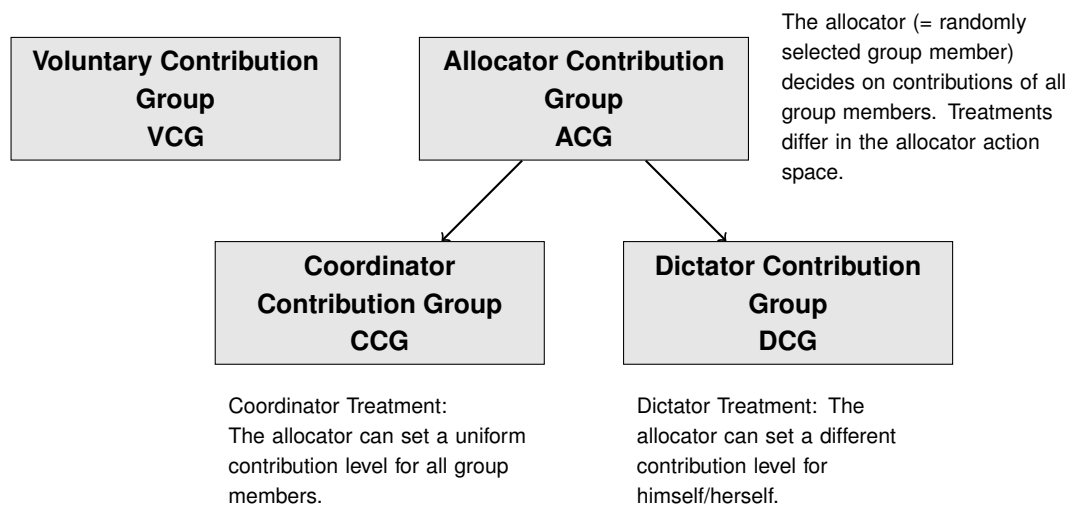 Voluntary Contribution
Group
VCG
Allocator Contribution
Group
ACG
The allocator (= randomly
selected group member)
decides on contributions of all
group members. Treatments
differ in the allocator action
space.
Coordinator
Contribution Group
CCG
Dictator Contribution
Group
DCG
Coordinator Treatment:
The allocator can set a uniform
contribution level for all group
members.
Dictator Treatment: The
allocator can set a different
contribution level for
himself/herself.